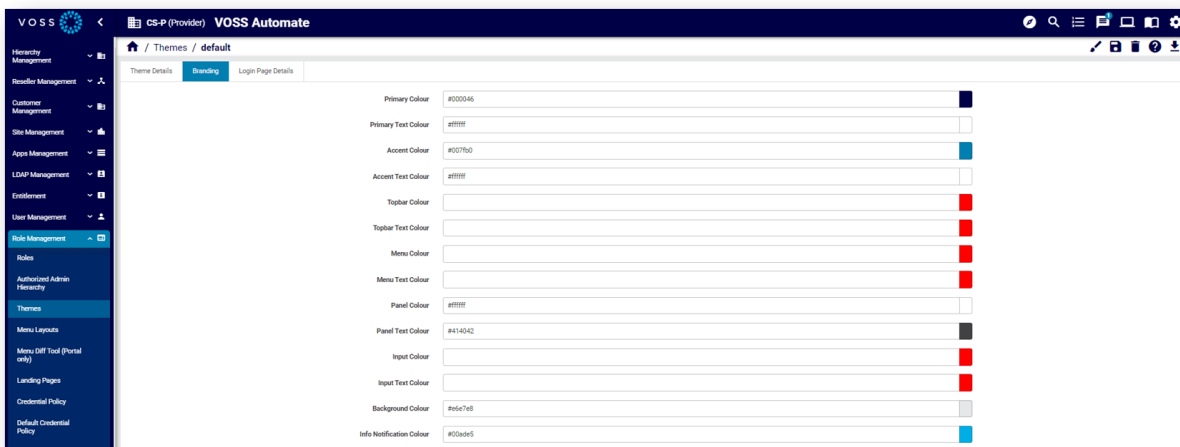 VOSS
CS-P (Provider) VOSS Automate
1
/ Themes / default
Theme Details
Branding
Login Page Details
Hierarchy
Management
Reseller Management
Customer
Management
Site Management
Apps Management
LDAP Management
Entitlement
User Management
Role Management
Roles
Authorized Admin
Hierarchy
Themes
Menu Layouts
Menu Diff Tool (Portal
only)
Landing Pages
Credential Policy
Default Credential
Policy
Primary Colour #000046
Primary Text Colour #ffffff
Accent Colour #007fb0
Accent Text Colour #ffffff
Topbar Colour
Topbar Text Colour
Menu Colour
Menu Text Colour
Panel Colour #ffffff
Panel Text Colour #414042
Input Colour
Input Text Colour
Background Colour #e6e7e8
Info Notification Colour #00ade5